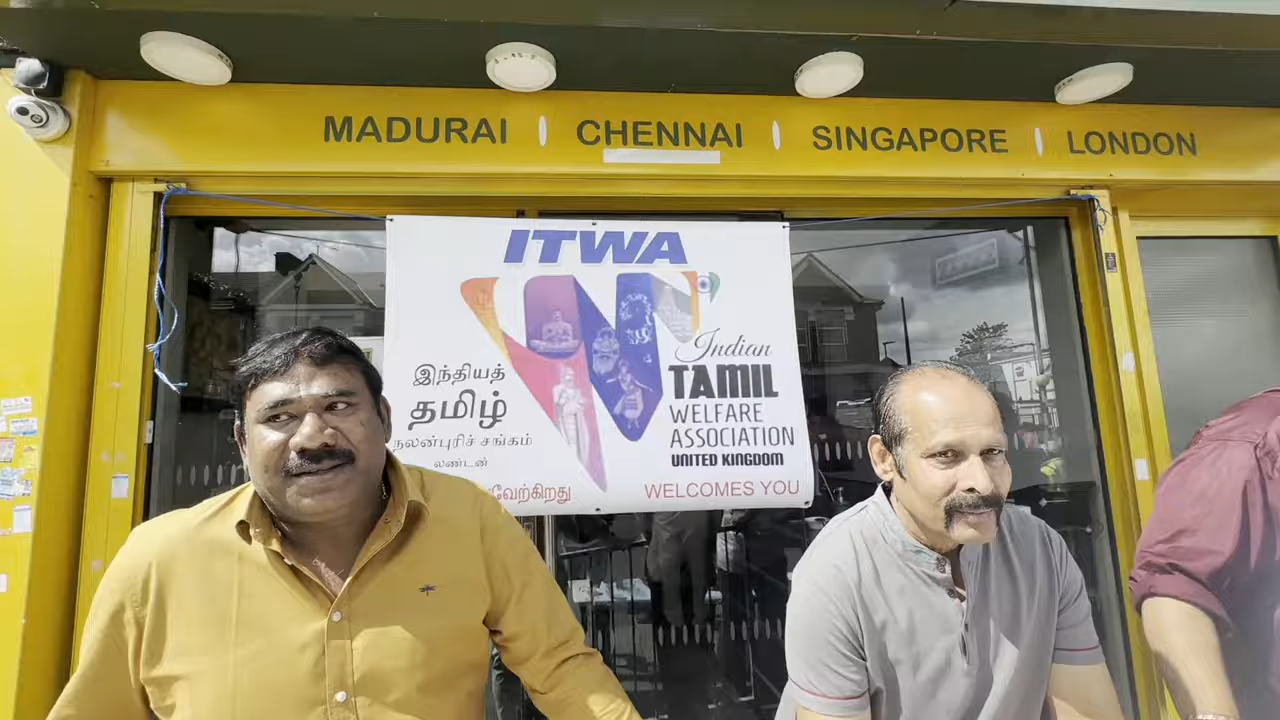 MADURAI CHENNAI SINGAPORE LONDON
ITWA
இந்தியத்
தமிழ்
நலன்புரிச் சங்கம்
லண்டன்
Indian
TAMIL
WELFARE
ASSOCIATION
UNITED KINGDOM
WELCOMES YOU